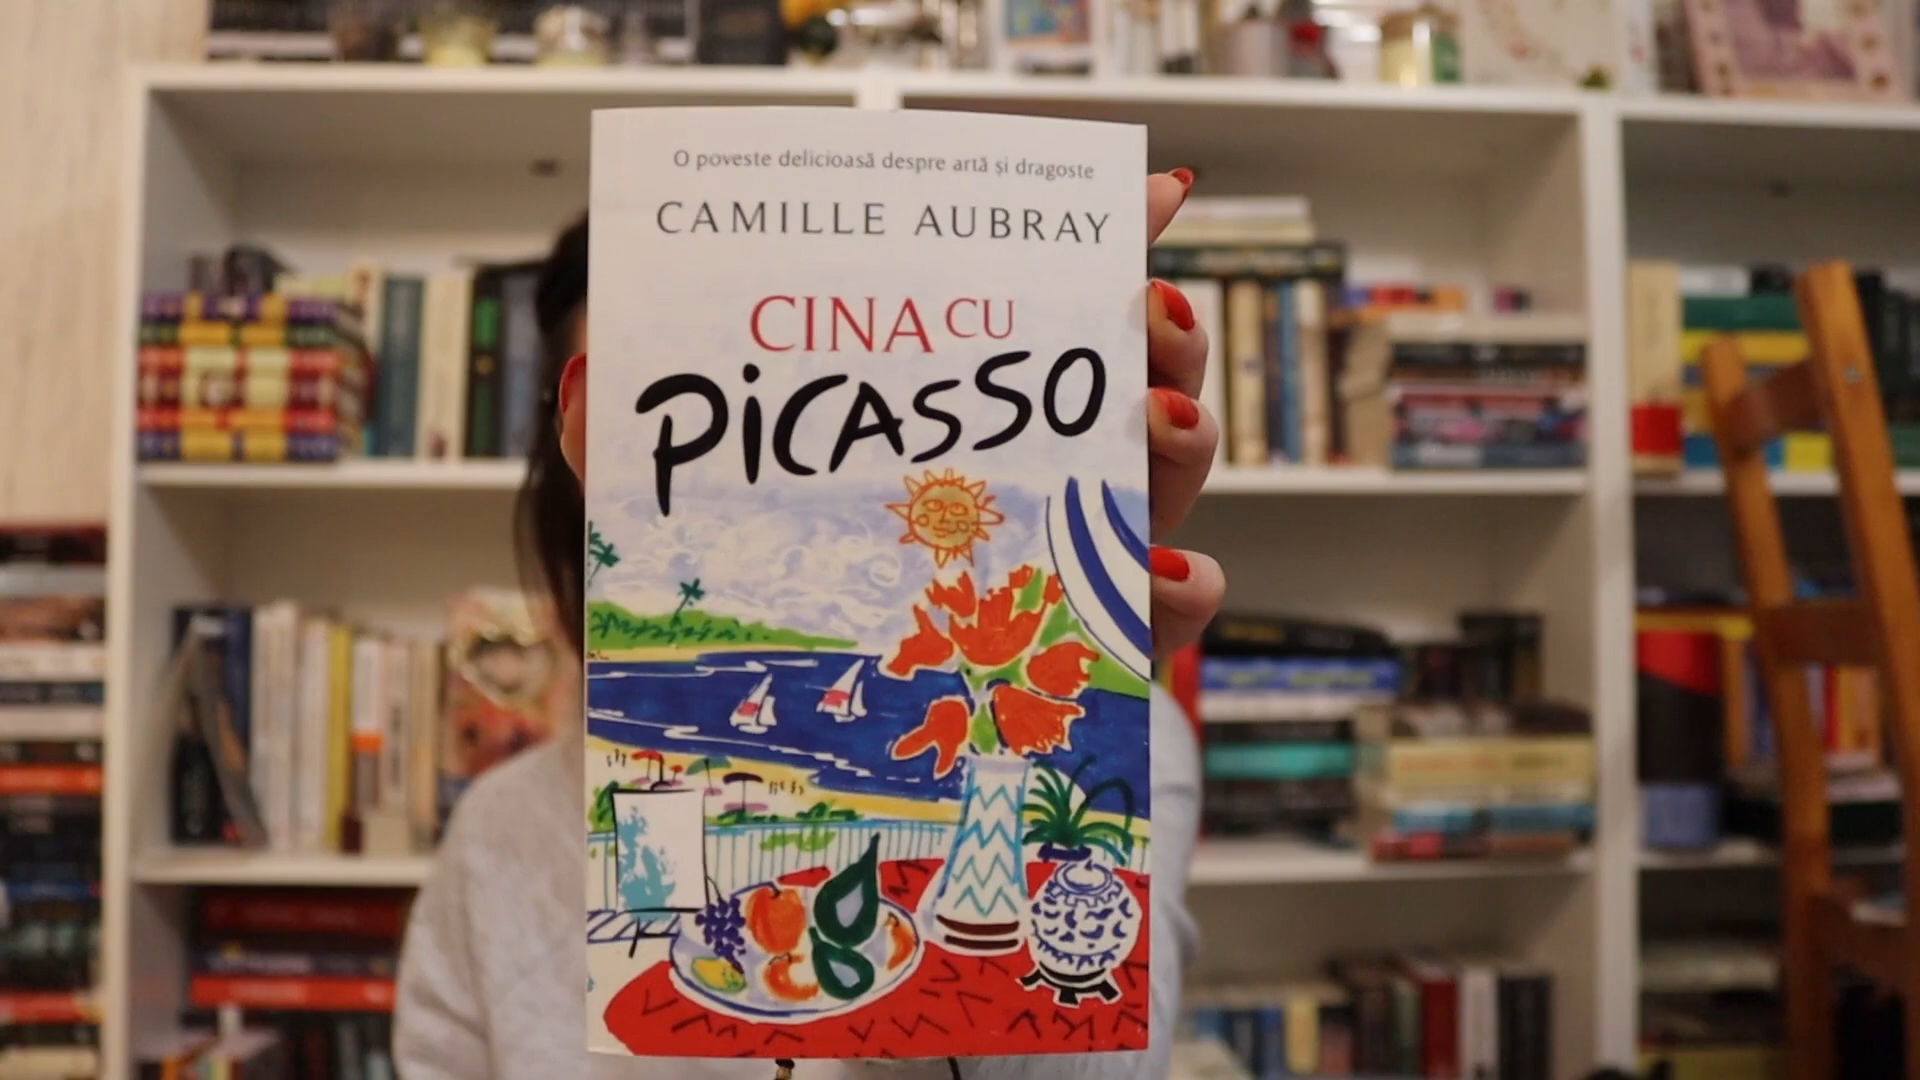 O poveste delicioasă despre artă și dragoste
CAMILLE AUBRAY
CINA CU
PiCASSO